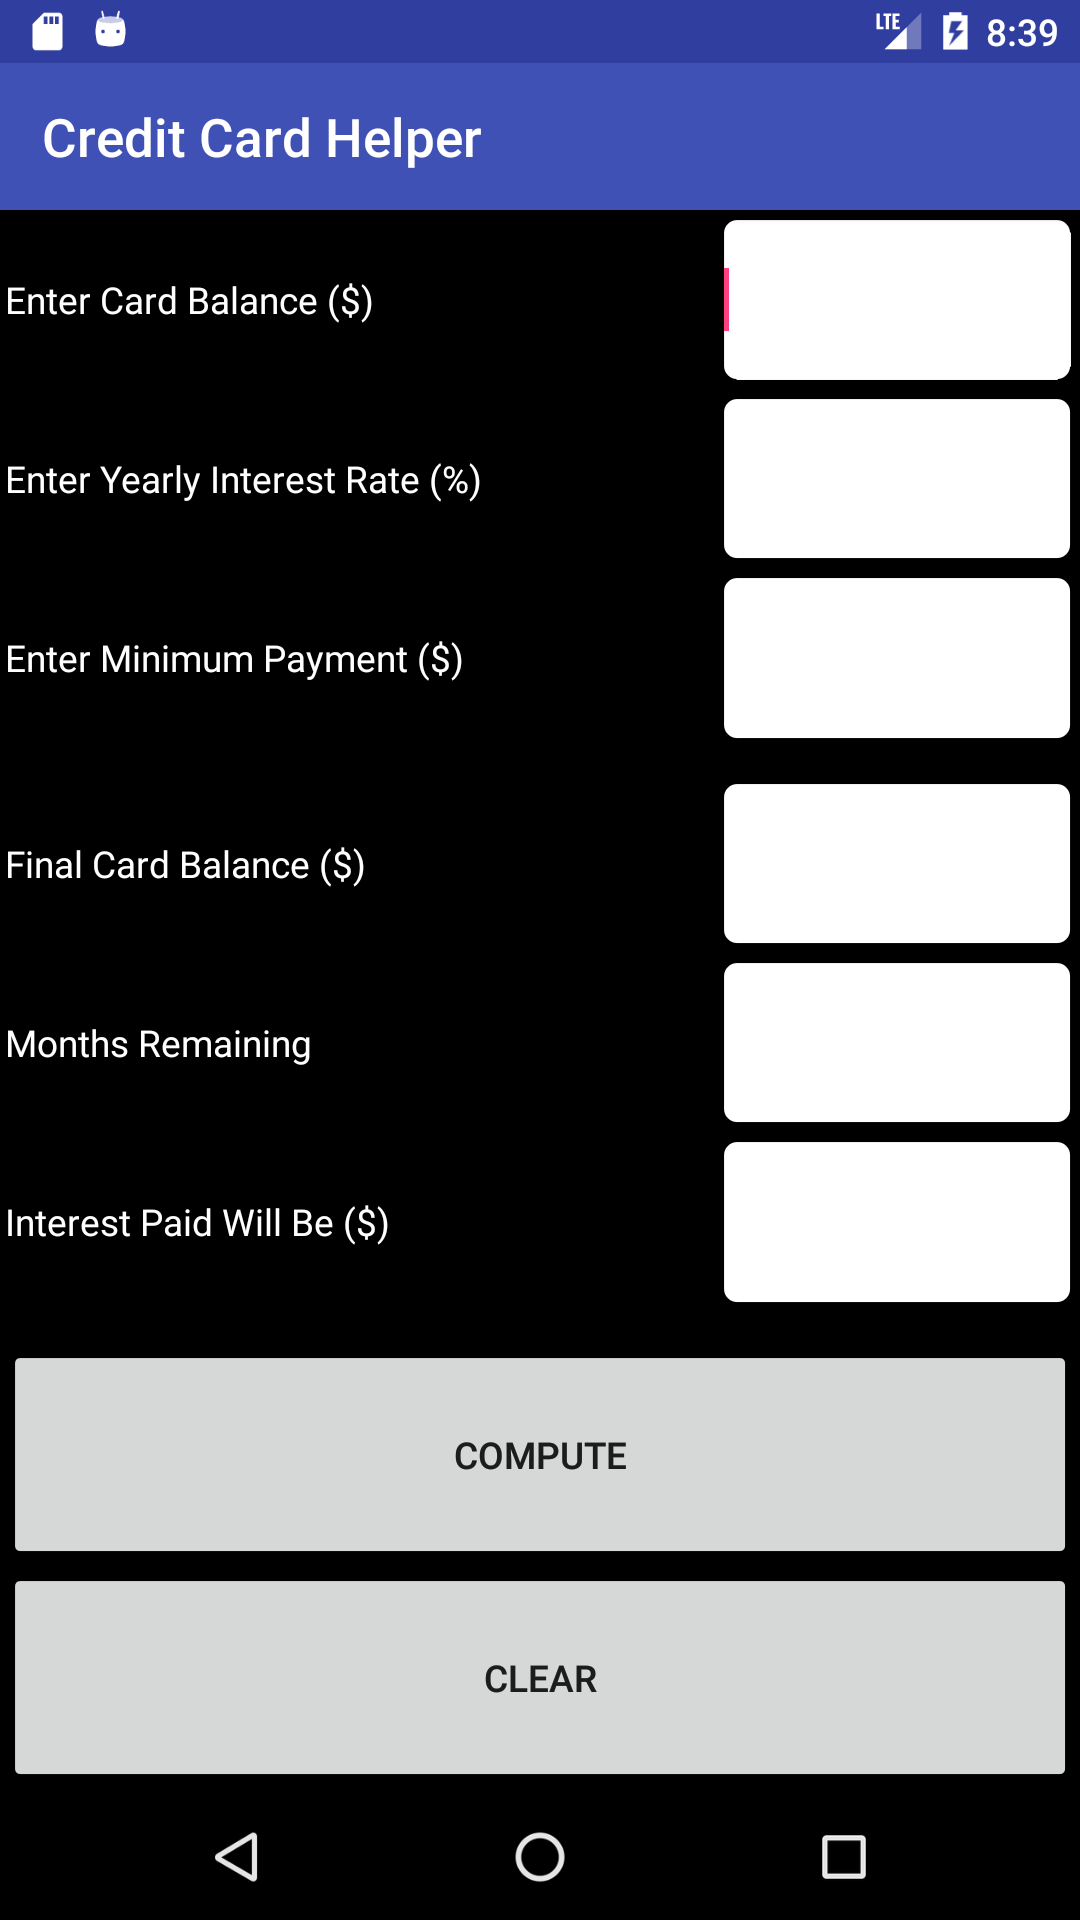 LTE 8:39
Credit Card Helper
Enter Card Balance ($)
Enter Yearly Interest Rate (%)
Enter Minimum Payment ($)
Final Card Balance ($)
Months Remaining
Interest Paid Will Be ($)
COMPUTE
CLEAR